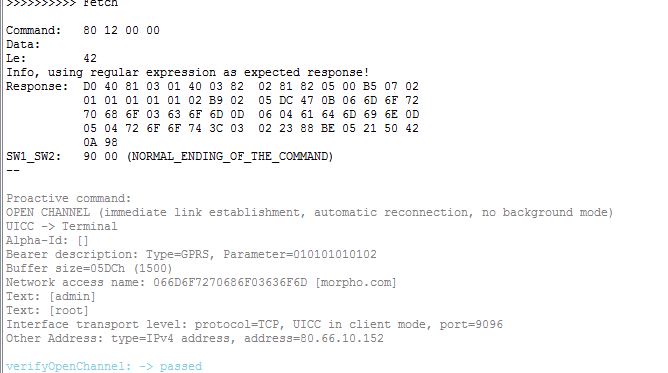 >>>>>>>>>> Fetch
Command: 80 12 00 00
Data:
Le: 42
Info, using regular expression as expected response!
Response: D0 40 81 03 01 40 03 82 02 81 82 05 00 B5 07 02
01 01 01 01 01 02 B9 02 05 DC 47 0B 06 6D 6F 72
70 68 6F 03 63 6F 6D 0D 06 04 61 64 6D 69 6E 0D
05 04 72 6F 6F 74 3C 03 02 23 88 BE 05 21 50 42
0A 98
SW1_SW2: 90 00 (NORMAL_ENDING_OF_THE_COMMAND)
--
Proactive command:
OPEN CHANNEL (immediate link establishment, automatic reconnection, no background mode)
UICC -> Terminal
Alpha-Id: []
Bearer description: Type=GPRS, Parameter=010101010102
Buffer size=05DCh (1500)
Network access name: 066D6F7270686F03636F6D [morpho.com]
Text: [admin]
Text: [root]
Interface transport level: protocol=TCP, UICC in client mode, port=9096
Other Address: type=IPv4 address, address=80.66.10.152
verifyOpenChannel: -> passed